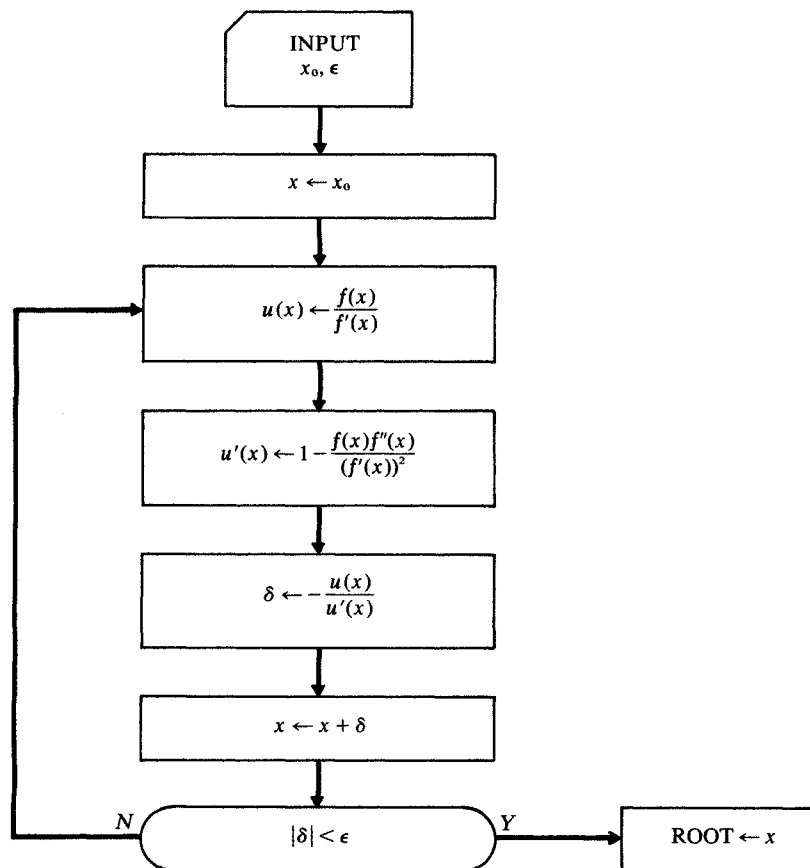 INPUT
x₀, ϵ
x ← x₀
u(x) ← f(x)/f'(x)
u'(x) ← 1 − f(x)f''(x)/(f'(x))²
δ ← − u(x)/u'(x)
x ← x + δ
N |δ| < ϵ Y
ROOT ← x